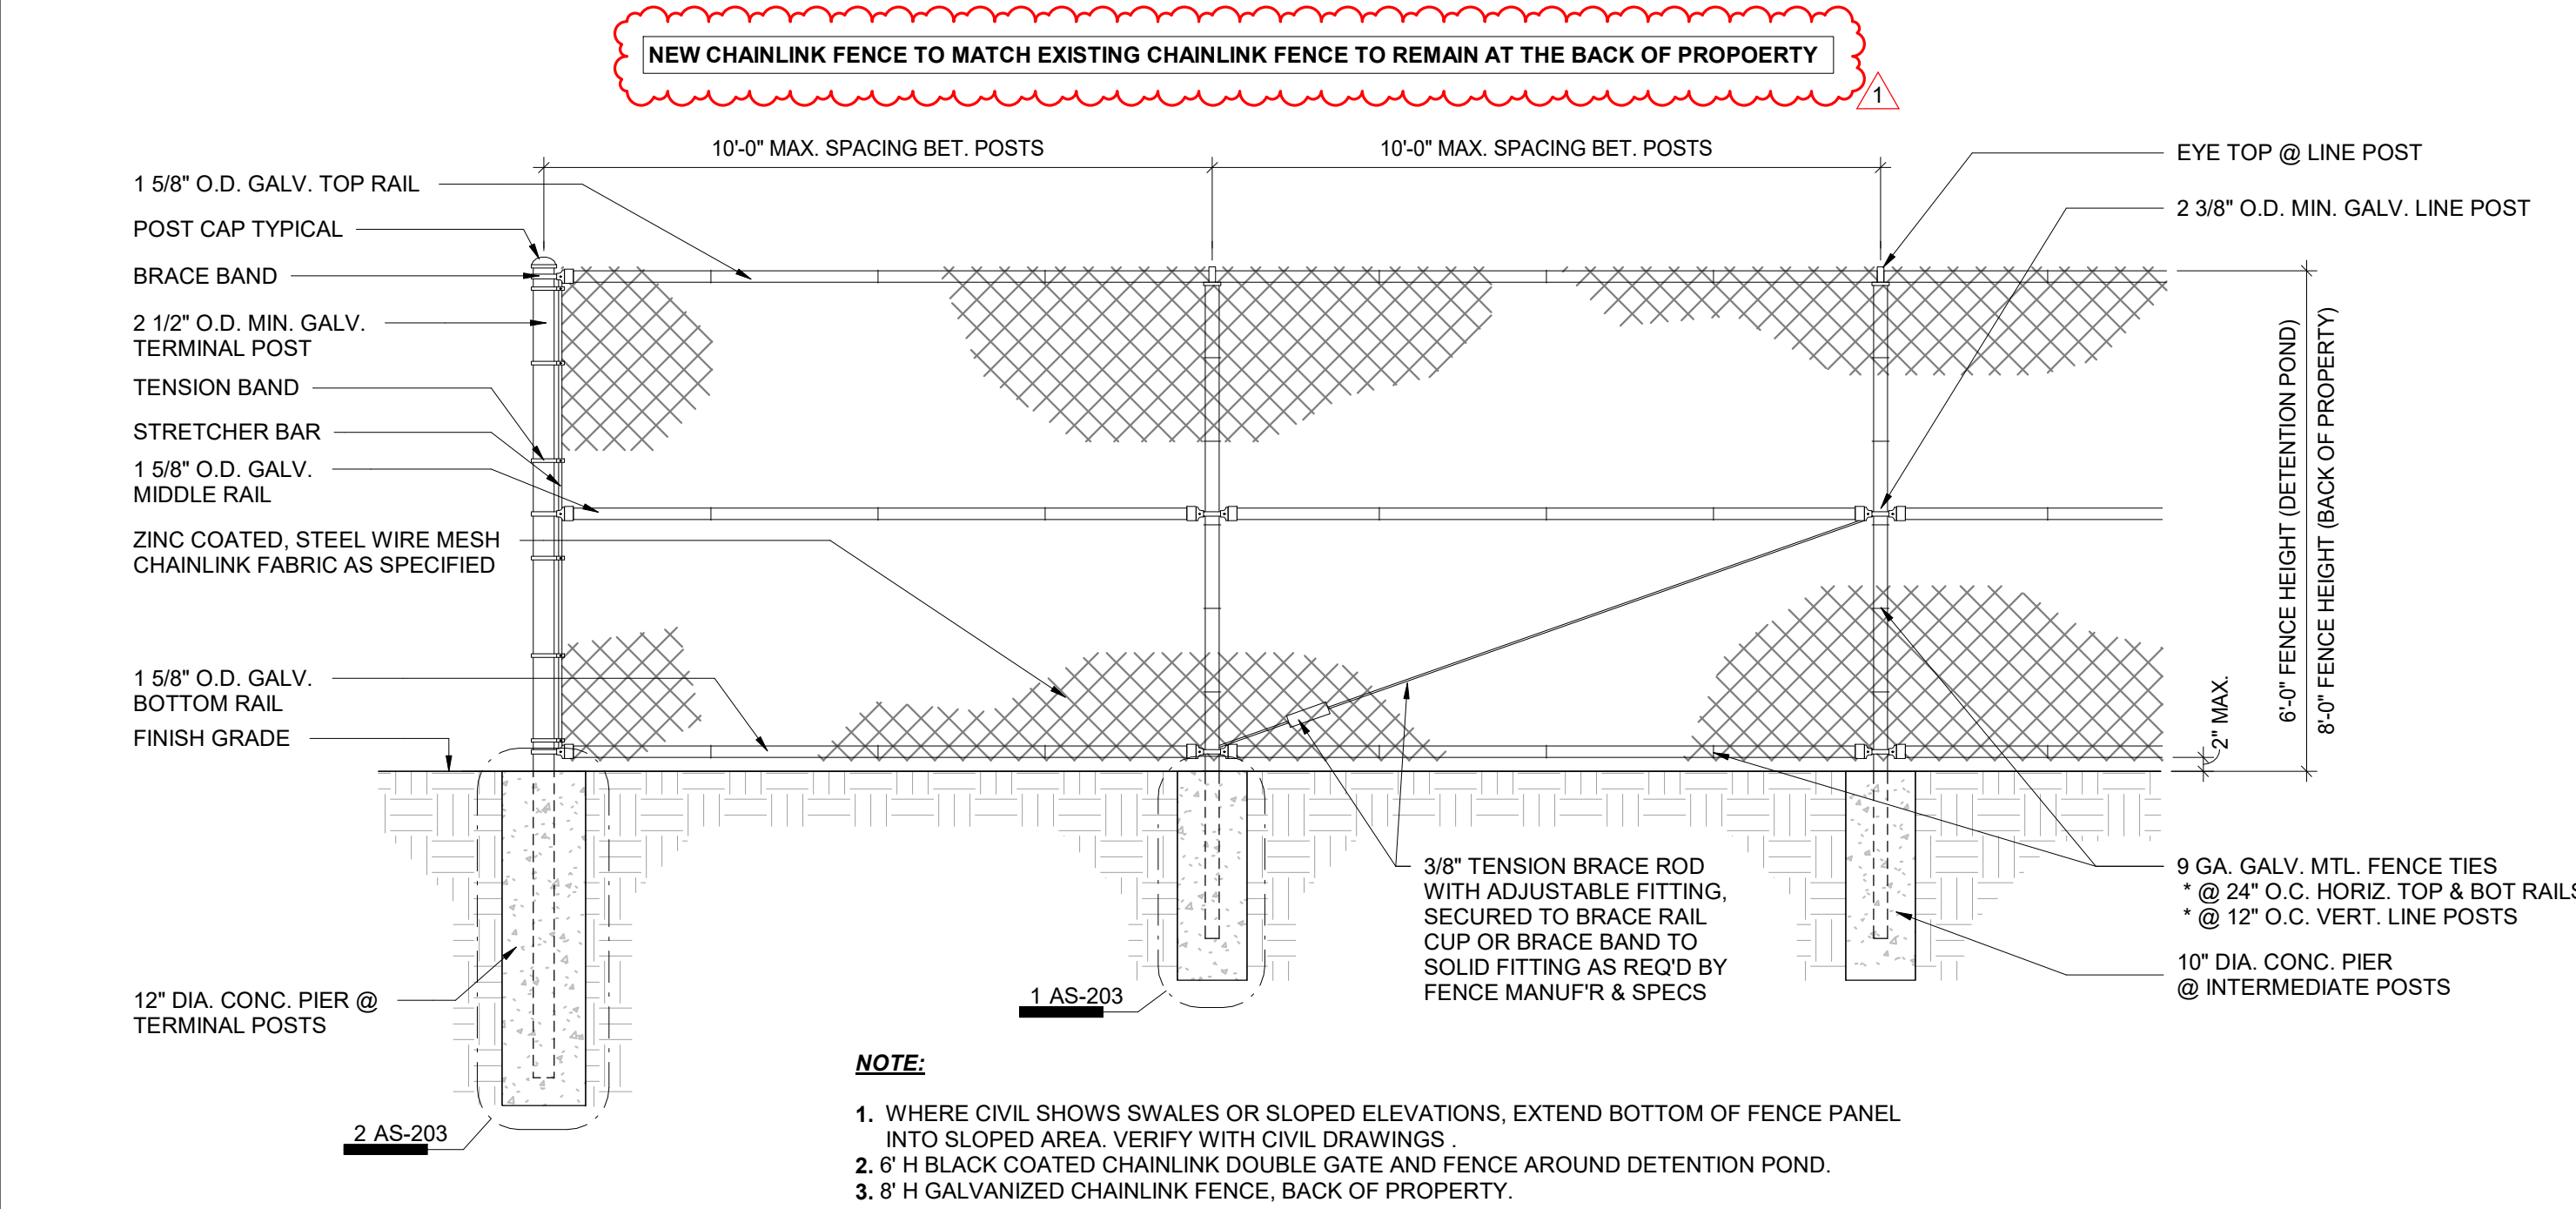 NEW CHAINLINK FENCE TO MATCH EXISTING CHAINLINK FENCE TO REMAIN AT THE BACK OF PROPOERTY
1
10'-0" MAX. SPACING BET. POSTS
10'-0" MAX. SPACING BET. POSTS
1 5/8" O.D. GALV. TOP RAIL
POST CAP TYPICAL
BRACE BAND
2 1/2" O.D. MIN. GALV.
TERMINAL POST
TENSION BAND
STRETCHER BAR
1 5/8" O.D. GALV.
MIDDLE RAIL
ZINC COATED, STEEL WIRE MESH
CHAINLINK FABRIC AS SPECIFIED
1 5/8" O.D. GALV.
BOTTOM RAIL
FINISH GRADE
12" DIA. CONC. PIER @
TERMINAL POSTS
2 AS-203
1 AS-203
3/8" TENSION BRACE ROD
WITH ADJUSTABLE FITTING,
SECURED TO BRACE RAIL
CUP OR BRACE BAND TO
SOLID FITTING AS REQ'D BY
FENCE MANUF'R & SPECS
EYE TOP @ LINE POST
2 3/8" O.D. MIN. GALV. LINE POST
6'-0" FENCE HEIGHT (DETENTION POND)
8'-0" FENCE HEIGHT (BACK OF PROPERTY)
2" MAX.
9 GA. GALV. MTL. FENCE TIES
* @ 24" O.C. HORIZ. TOP & BOT RAILS
* @ 12" O.C. VERT. LINE POSTS
10" DIA. CONC. PIER
@ INTERMEDIATE POSTS
NOTE:
1. WHERE CIVIL SHOWS SWALES OR SLOPED ELEVATIONS, EXTEND BOTTOM OF FENCE PANEL
INTO SLOPED AREA. VERIFY WITH CIVIL DRAWINGS .
2. 6' H BLACK COATED CHAINLINK DOUBLE GATE AND FENCE AROUND DETENTION POND.
3. 8' H GALVANIZED CHAINLINK FENCE, BACK OF PROPERTY.